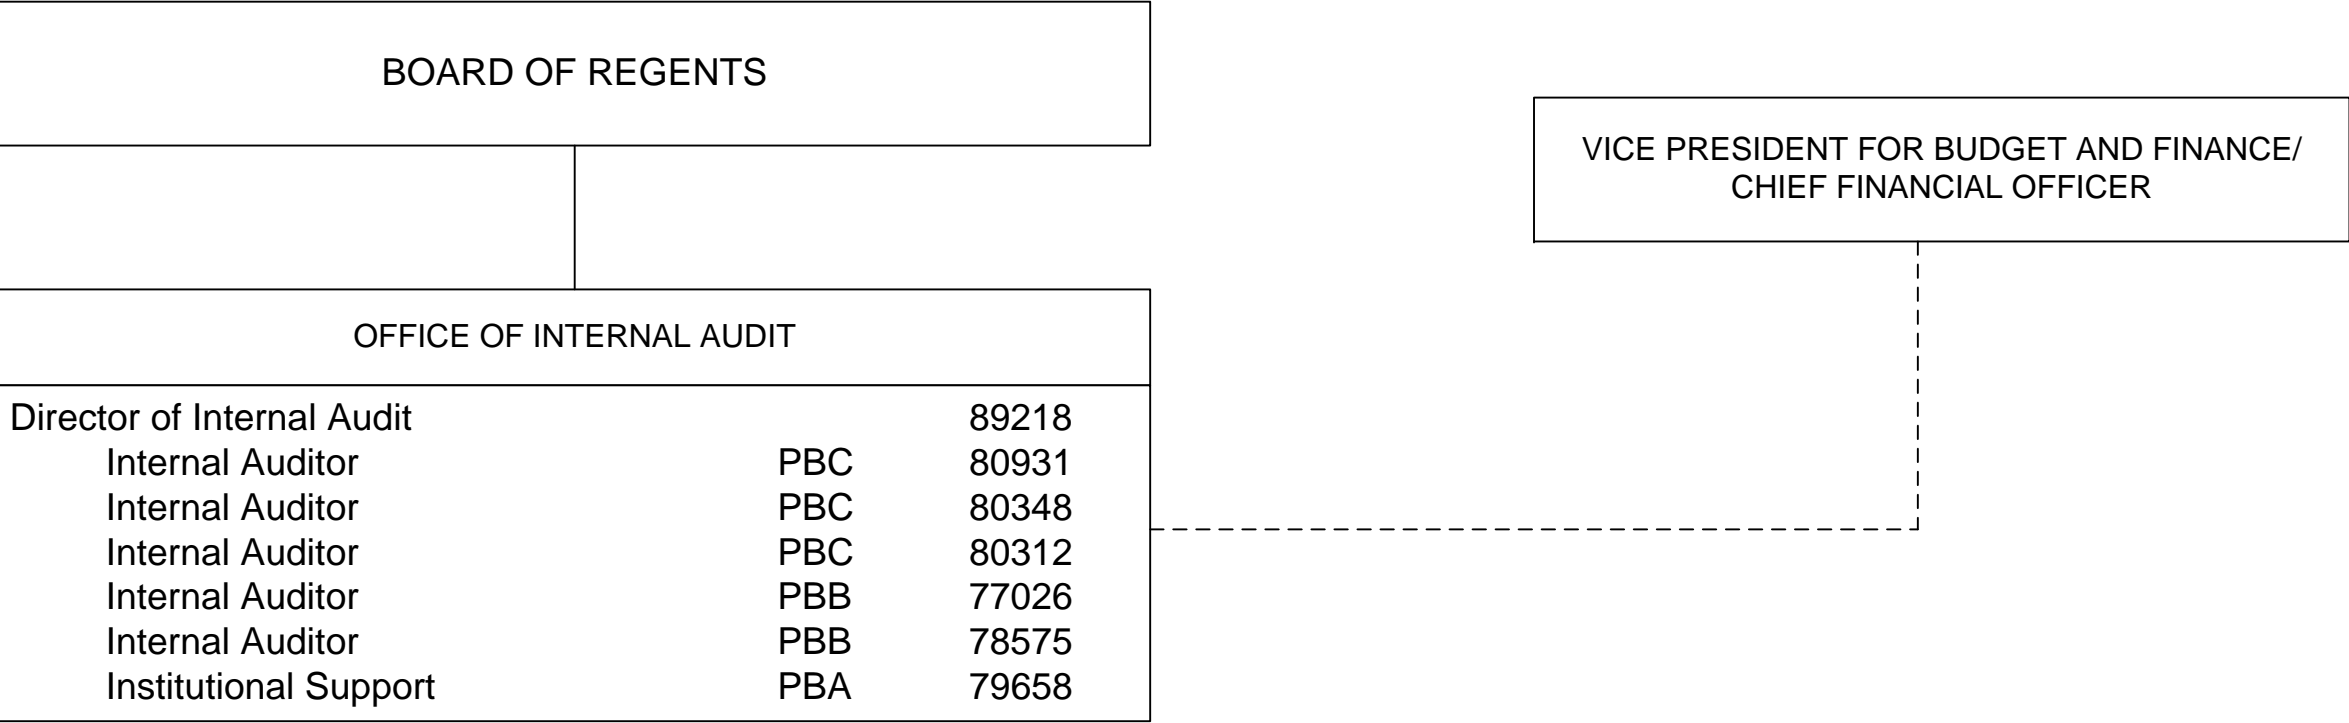 BOARD OF REGENTS
VICE PRESIDENT FOR BUDGET AND FINANCE/
CHIEF FINANCIAL OFFICER
OFFICE OF INTERNAL AUDIT
Director of Internal Audit 89218
Internal Auditor PBC 80931
Internal Auditor PBC 80348
Internal Auditor PBC 80312
Internal Auditor PBB 77026
Internal Auditor PBB 78575
Institutional Support PBA 79658